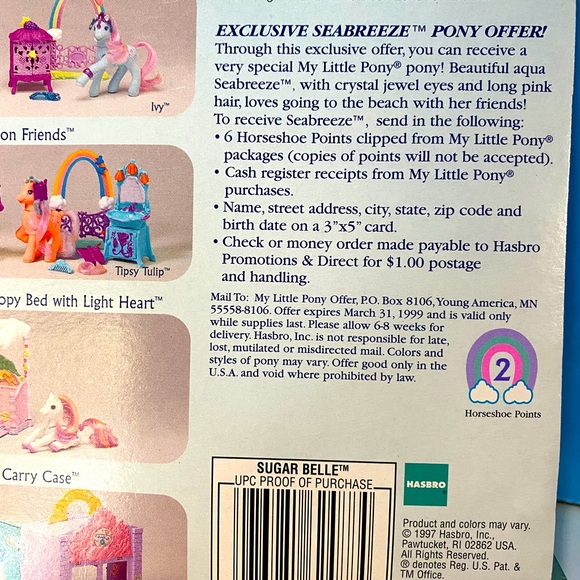 EXCLUSIVE SEABREEZE™ PONY OFFER!
Through this exclusive offer, you can receive a
very special My Little Pony® pony! Beautiful aqua
Seabreeze™, with crystal jewel eyes and long pink
hair, loves going to the beach with her friends!
To receive Seabreeze™, send in the following:
• 6 Horseshoe Points clipped from My Little Pony®
packages (copies of points will not be accepted).
• Cash register receipts from My Little Pony®
purchases.
• Name, street address, city, state, zip code and
birth date on a 3"x5" card.
• Check or money order made payable to Hasbro
Promotions & Direct for $1.00 postage
and handling.
Mail To: My Little Pony Offer, P.O. Box 8106, Young America, MN
55558-8106. Offer expires March 31, 1999 and is valid only
while supplies last. Please allow 6-8 weeks for
delivery. Hasbro, Inc. is not responsible for late,
lost, mutilated or misdirected mail. Colors and
styles of pony may vary. Offer good only in the
U.S.A. and void where prohibited by law.
2
Horseshoe Points
Ivy™
on Friends™
Tipsy Tulip™
opy Bed with Light Heart™
Carry Case™
SUGAR BELLE™
UPC PROOF OF PURCHASE
HASBRO
Product and colors may vary.
© 1997 Hasbro, Inc.,
Pawtucket, RI 02862 USA.
All Rights Reserved.
® denotes Reg. U.S. Pat. &
TM Office.